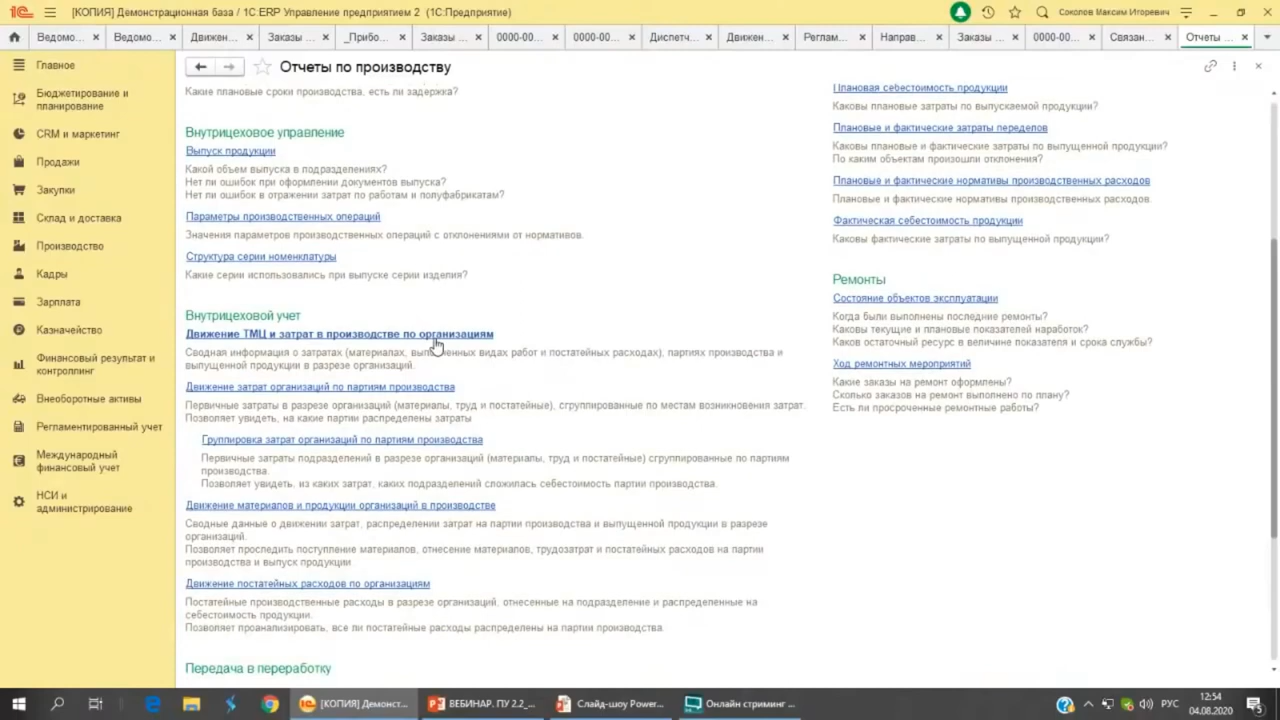 [КОПИЯ] Демонстрационная база / 1С:ERP Управление предприятием 2 (1С:Предприятие)
Соколов Максим Игоревич
Ведомо...
Ведомо...
Движен...
Заказы ...
_Прибо...
Заказы ...
0000-00...
0000-00...
Диспетч...
Движен...
Реглам...
Направ...
Заказы ...
0000-00...
Связан...
Отчеты ...
Главное
Бюджетирование и
планирование
CRM и маркетинг
Продажи
Закупки
Склад и доставка
Производство
Кадры
Зарплата
Казначейство
Финансовый результат и
контроллинг
Внеоборотные активы
Регламентированный учет
Международный
финансовый учет
НСИ и
администрирование
Отчеты по производству
Какие плановые сроки производства, есть ли задержка?
Внутрицеховое управление
Выпуск продукции
Какой объем выпуска в подразделениях?
Нет ли ошибок при оформлении документов выпуска?
Нет ли ошибок в отражении затрат по работам и полуфабрикатам?
Параметры производственных операций
Значения параметров производственных операций с отклонениями от нормативов.
Структура серии номенклатуры
Какие серии использовались при выпуске серии изделия?
Внутрицеховой учет
Движение ТМЦ и затрат в производстве по организациям
Сводная информация о затратах (материалах, выполненных видах работ и постатейных расходах), партиях производства и
выпущенной продукции в разрезе организаций.
Движение затрат организаций по партиям производства
Первичные затраты в разрезе организаций (материалы, труд и постатейные), сгруппированные по местам возникновения затрат.
Позволяет увидеть, на какие партии распределены затраты
Группировка затрат организаций по партиям производства
Первичные затраты подразделений в разрезе организаций (материалы, труд и постатейные) сгруппированные по партиям
производства.
Позволяет увидеть, из каких затрат, каких подразделений сложилась себестоимость партии производства.
Движение материалов и продукции организаций в производстве
Сводные данные о движении затрат, распределении затрат на партии производства и выпущенной продукции в разрезе
организаций.
Позволяет проследить поступление материалов, отнесение материалов, трудозатрат и постатейных расходов на партии
производства и выпуск продукции
Движение постатейных расходов по организациям
Постатейные производственные расходы в разрезе организаций, отнесенные на подразделение и распределенные на
себестоимость продукции.
Позволяет проанализировать, все ли постатейные расходы распределены на партии производства.
Передача в переработку
Плановая себестоимость продукции
Каковы плановые затраты по выпускаемой продукции?
Плановые и фактические затраты переделов
Каковы плановые и фактические затраты по выпущенной продукции?
По каким объектам произошли отклонения?
Плановые и фактические нормативы производственных расходов
Плановые и фактические нормативы производственных расходов.
Фактическая себестоимость продукции
Каковы фактические затраты по выпущенной продукции?
Ремонты
Состояние объектов эксплуатации
Когда были выполнены последние ремонты?
Каковы текущие и плановые показателей наработок?
Каков остаточный ресурс в величине показателя и срока службы?
Ход ремонтных мероприятий
Какие заказы на ремонт оформлены?
Сколько заказов на ремонт выполнено по плану?
Есть ли просроченные ремонтные работы?
[КОПИЯ] Демонст...
ВЕБИНАР. ПУ 2.2_...
Слайд-шоу Power...
Онлайн стриминг ...
РУС
12:54
04.08.2020
5